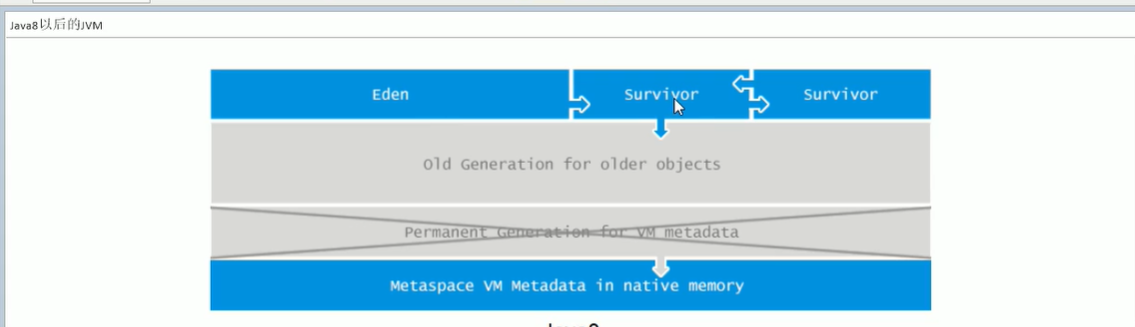 Java8以后的JVM
Eden
Survivor
Survivor
Old Generation for older objects
Permanent Generation for VM metadata
Metaspace VM Metadata in native memory